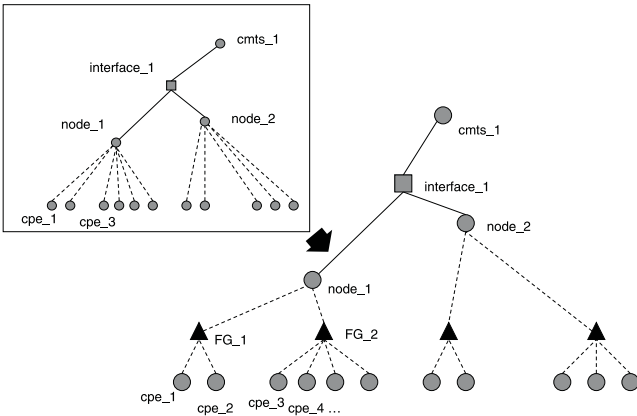 cmts_1
interface_1
node_1
node_2
cpe_1
cpe_3
cmts_1
interface_1
node_2
node_1
FG_1
FG_2
cpe_1
cpe_2
cpe_3
cpe_4 ...